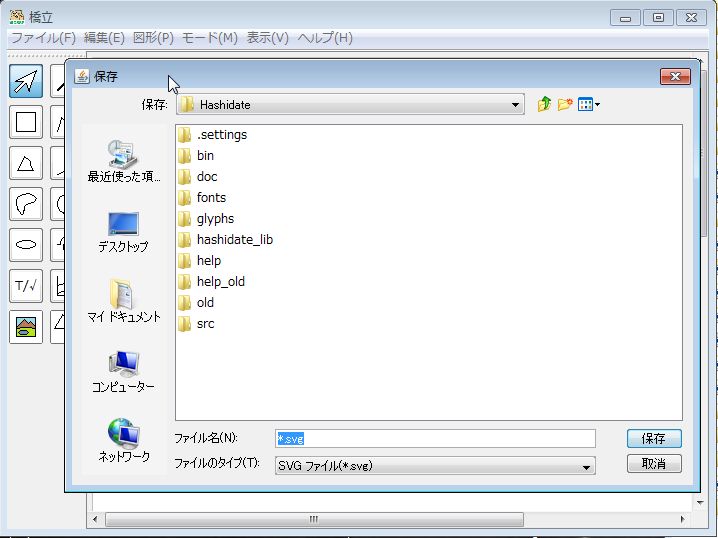 橋立
ファイル(F) 編集(E) 図形(P) モード(M) 表示(V) ヘルプ(H)
保存
保存:
Hashidate
.settings
bin
doc
fonts
glyphs
hashidate_lib
help
help_old
old
src
最近使った項...
デスクトップ
マイ ドキュメント
コンピューター
ネットワーク
T/√
ファイル名(N):
*.svg
保存
ファイルのタイプ(T):
SVG ファイル(*.svg)
取消